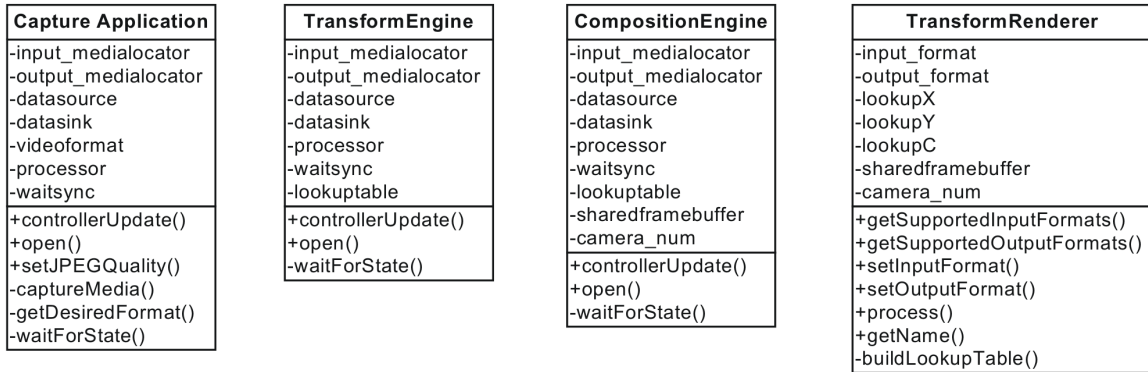 Capture Application
-input_medialocator
-output_medialocator
-datasource
-datasink
-videoformat
-processor
-waitsync
+controllerUpdate()
+open()
+setJPEGQuality()
-captureMedia()
-getDesiredFormat()
-waitForState()
TransformEngine
-input_medialocator
-output_medialocator
-datasource
-datasink
-processor
-waitsync
-lookuptable
+controllerUpdate()
+open()
-waitForState()
CompositionEngine
-input_medialocator
-output_medialocator
-datasource
-datasink
-processor
-waitsync
-lookuptable
-sharedframebuffer
-camera_num
+controllerUpdate()
+open()
-waitForState()
TransformRenderer
-input_format
-output_format
-lookupX
-lookupY
-lookupC
-sharedframebuffer
-camera_num
+getSupportedInputFormats()
+getSupportedOutputFormats()
+setInputFormat()
+setOutputFormat()
+process()
+getName()
-buildLookupTable()